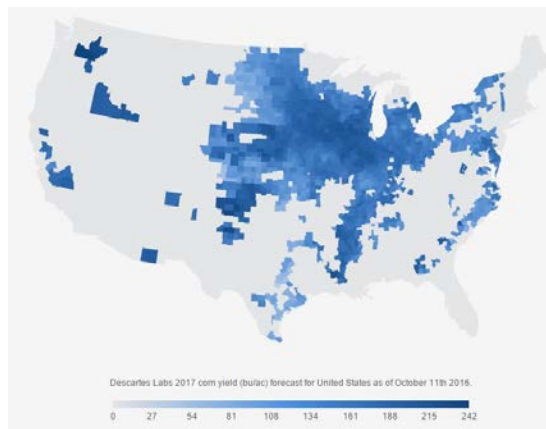 Descartes Labs 2017 corn yield (bu/ac) forecast for United States as of October 11th 2016.
0 27 54 81 108 134 161 188 215 242